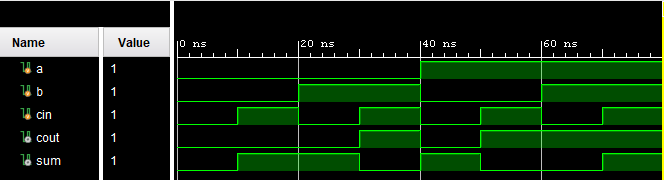 Name Value 0 ns 20 ns 40 ns 60 ns
a 1
b 1
cin 1
cout 1
sum 1